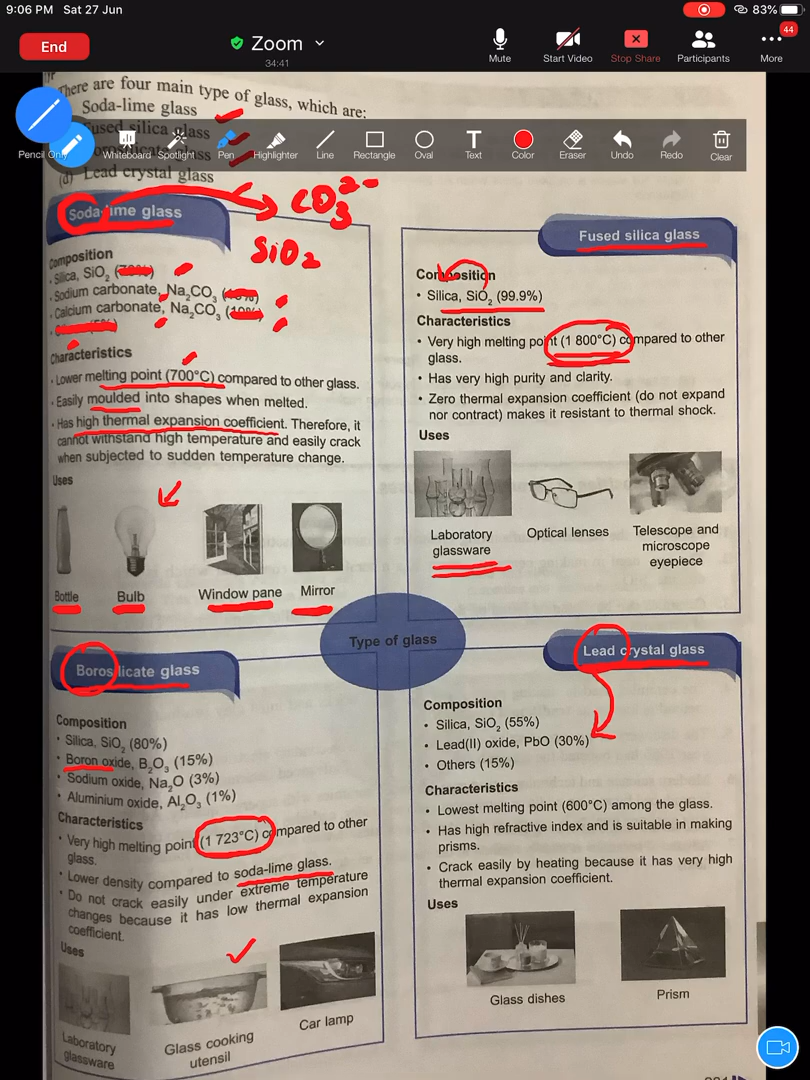 9:06 PM Sat 27 Jun
83%
End
Zoom
34:41
Mute
Start Video
Stop Share
Participants
44
More
There are four main type of glass, which are:
Soda-lime glass
Fused silica glass
Pencil Only
Whiteboard
Spotlight
Pen
Highlighter
Line
Rectangle
Oval
Text
Color
Eraser
Undo
Redo
Clear
(d) Lead crystal glass
CO₃²⁻
SiO₂
Soda-lime glass
Composition
· Silica, SiO₂
· Sodium carbonate, Na₂CO₃
· Calcium carbonate, Na₂CO₃
Characteristics
· Lower melting point (700°C) compared to other glass.
· Easily moulded into shapes when melted.
· Has high thermal expansion coefficient. Therefore, it
cannot withstand high temperature and easily crack
when subjected to sudden temperature change.
Uses
Bottle
Bulb
Window pane
Mirror
Fused silica glass
Composition
• Silica, SiO₂ (99.9%)
Characteristics
• Very high melting point (1 800°C) compared to other
glass.
• Has very high purity and clarity.
• Zero thermal expansion coefficient (do not expand
nor contract) makes it resistant to thermal shock.
Uses
Laboratory
glassware
Optical lenses
Telescope and
microscope
eyepiece
Type of glass
Borosilicate glass
Composition
• Silica, SiO₂ (80%)
• Boron oxide, B₂O₃ (15%)
• Sodium oxide, Na₂O (3%)
• Aluminium oxide, Al₂O₃ (1%)
Characteristics
• Very high melting point (1 723°C) compared to other
glass.
• Lower density compared to soda-lime glass.
• Do not crack easily under extreme temperature
changes because it has low thermal expansion
coefficient.
Uses
Laboratory
glassware
Glass cooking
utensil
Car lamp
Lead crystal glass
Composition
• Silica, SiO₂ (55%)
• Lead(II) oxide, PbO (30%)
• Others (15%)
Characteristics
• Lowest melting point (600°C) among the glass.
• Has high refractive index and is suitable in making
prisms.
• Crack easily by heating because it has very high
thermal expansion coefficient.
Uses
Glass dishes
Prism